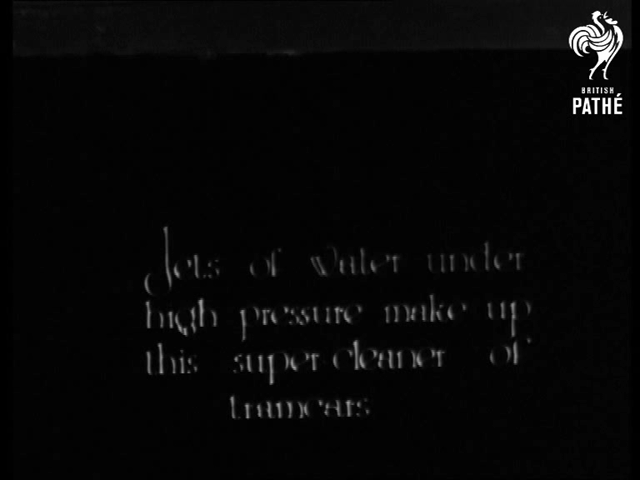 BRITISH
PATHÉ
Jets of water under
high pressure make up
this super-cleaner of
tramcars